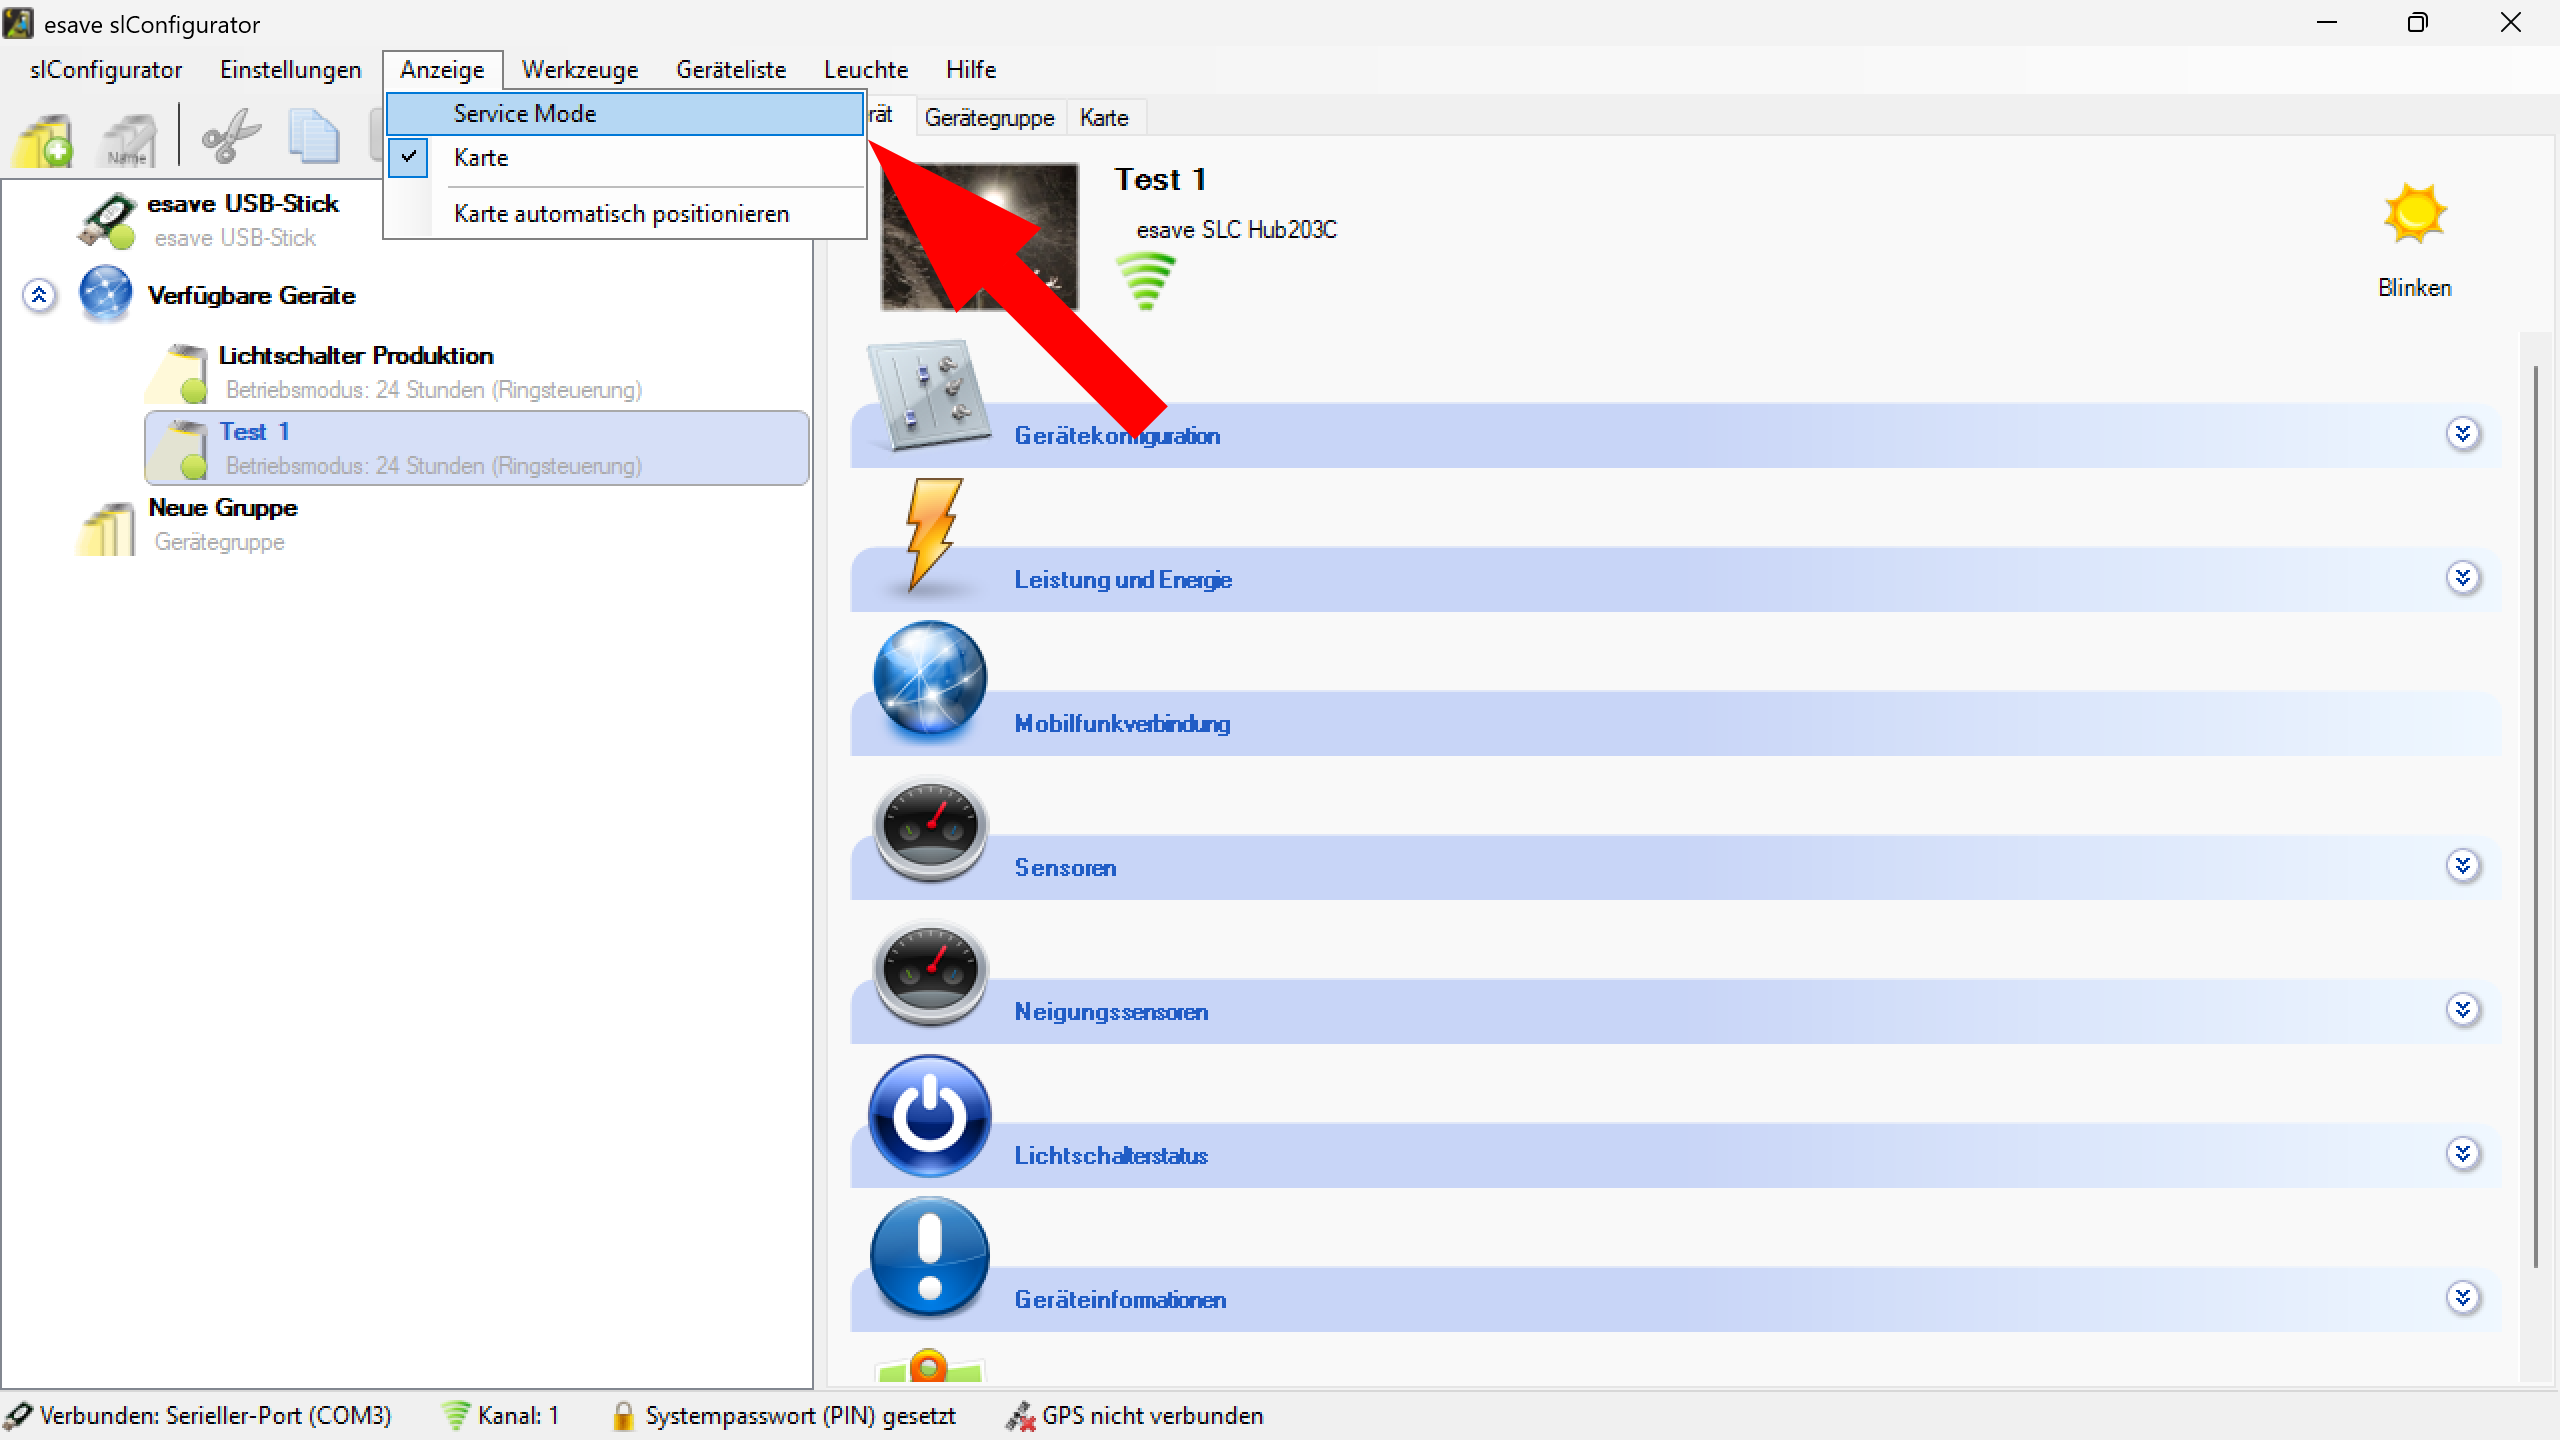 esave slConfigurator
slConfigurator Einstellungen Anzeige Werkzeuge Geräteliste Leuchte Hilfe
Service Mode
Karte
Karte automatisch positionieren
Name
rät Gerätegruppe Karte
esave USB-Stick
esave USB-Stick
Verfügbare Geräte
Lichtschalter Produktion
Betriebsmodus: 24 Stunden (Ringsteuerung)
Test 1
Betriebsmodus: 24 Stunden (Ringsteuerung)
Neue Gruppe
Gerätegruppe
Test 1
esave SLC Hub203C
Blinken
Gerätekonfiguration
Leistung und Energie
Mobilfunkverbindung
Sensoren
Neigungssensoren
Lichtschalterstatus
Geräteinformationen
Verbunden: Serieller-Port (COM3) Kanal: 1 Systempasswort (PIN) gesetzt GPS nicht verbunden